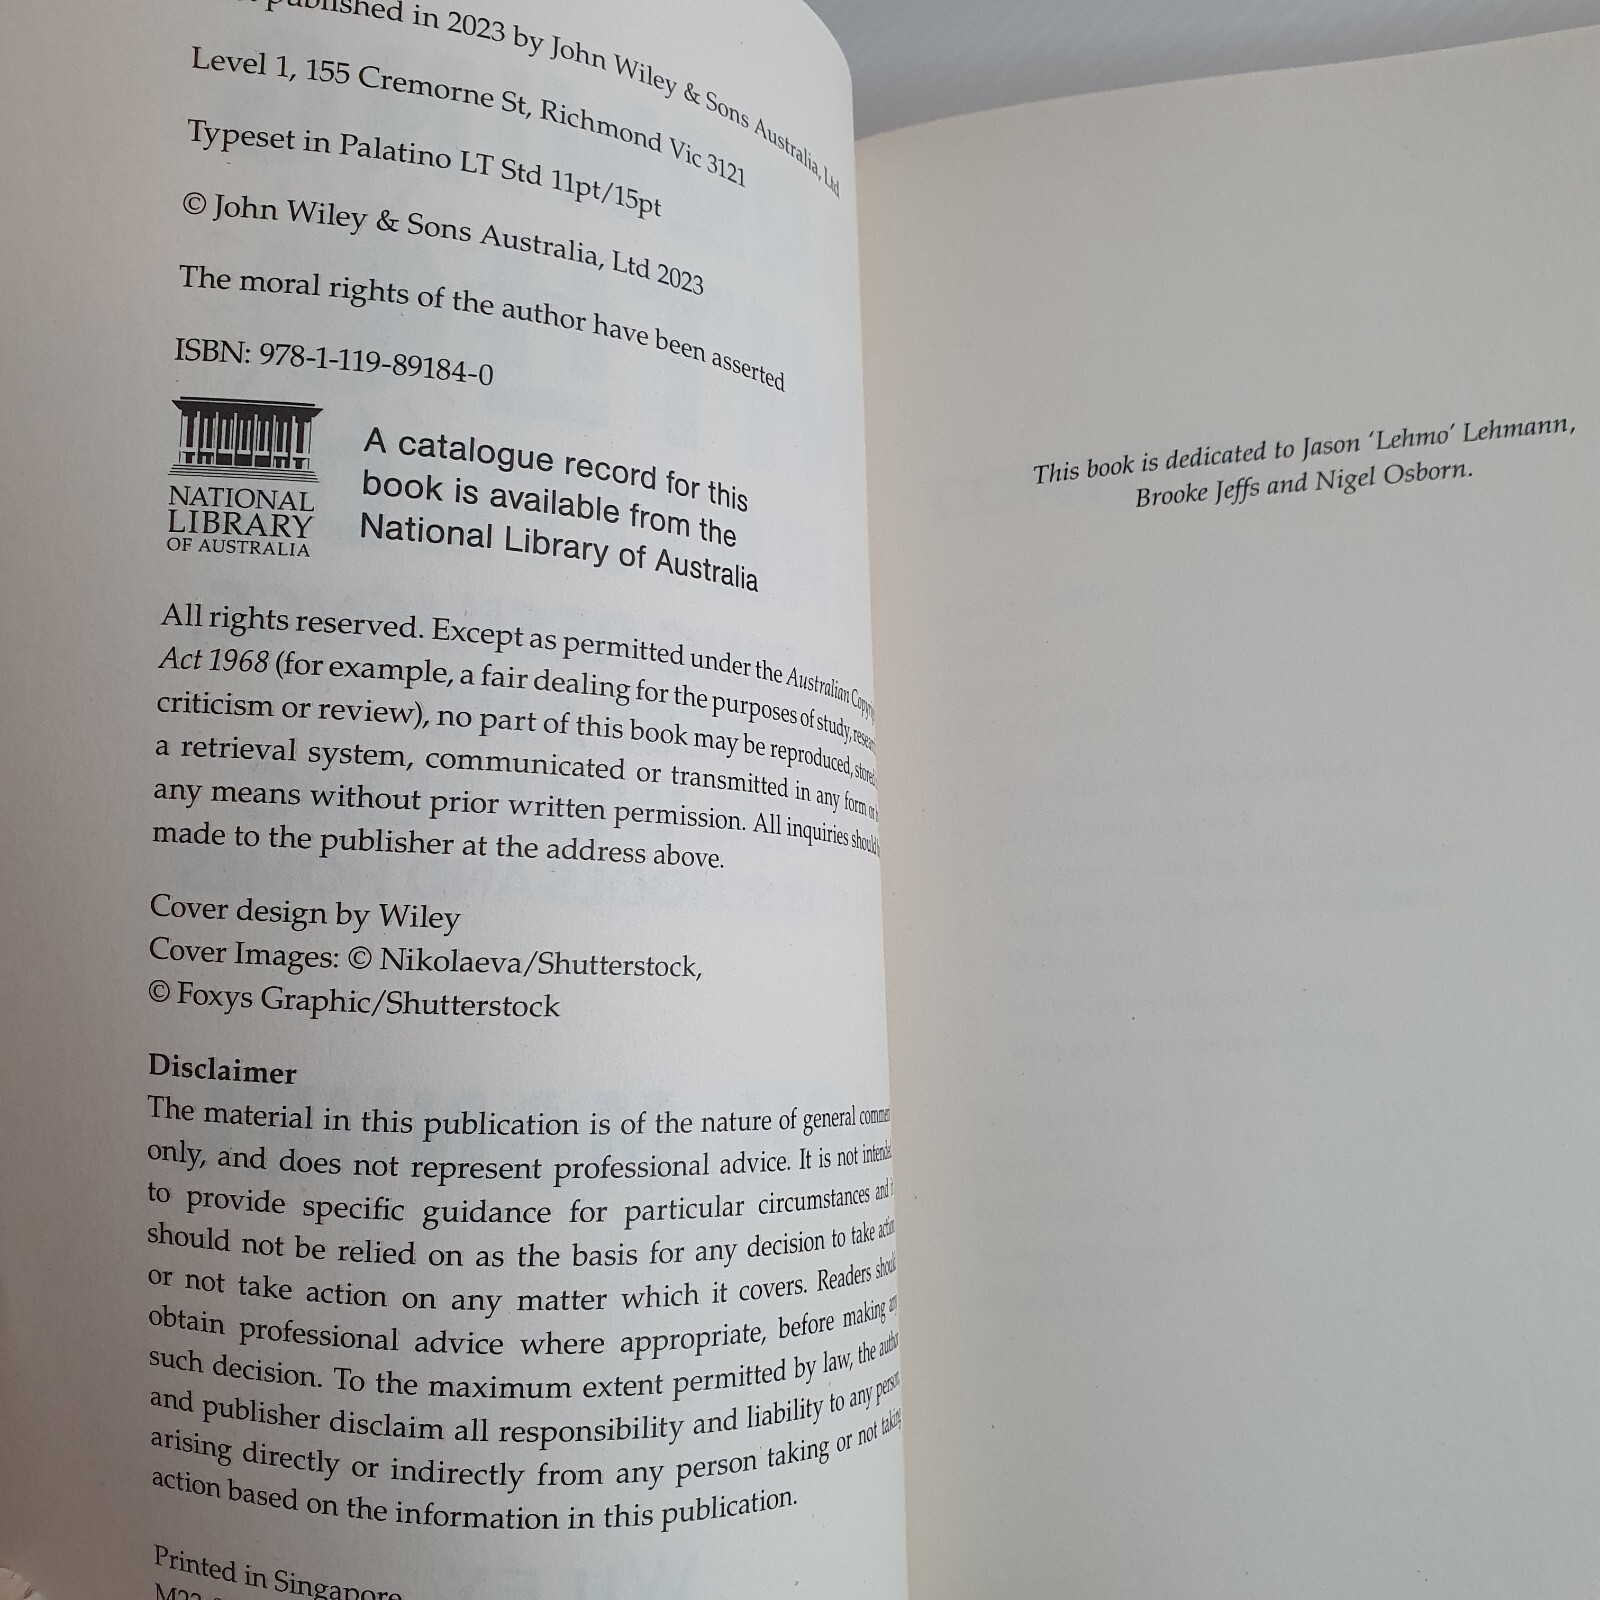 published in 2023 by John Wiley & Sons Australia, Ltd
Level 1, 155 Cremorne St, Richmond Vic 3121
Typeset in Palatino LT Std 11pt/15pt
© John Wiley & Sons Australia, Ltd 2023
The moral rights of the author have been asserted
ISBN: 978-1-119-89184-0
NATIONAL
LIBRARY
OF AUSTRALIA
A catalogue record for this
book is available from the
National Library of Australia
All rights reserved. Except as permitted under the Australian
Act 1968 (for example, a fair dealing for the purposes of study,
criticism or review), no part of this book may be reproduced,
a retrieval system, communicated or transmitted in any form or
any means without prior written permission. All inquiries should
made to the publisher at the address above.
Cover design by Wiley
Cover Images: © Nikolaeva/Shutterstock,
© Foxys Graphic/Shutterstock
Disclaimer
The material in this publication is of the nature of general
only, and does not represent professional advice. It is not
to provide specific guidance for particular circumstances and
should not be relied on as the basis for any decision to take
or not take action on any matter which it covers. Readers
obtain professional advice where appropriate, before making
such decision. To the maximum extent permitted by law, the
and publisher disclaim all responsibility and liability to any person,
arising directly or indirectly from any person taking or not taking
action based on the information in this publication.
Printed in Singapore
This book is dedicated to Jason 'Lehmo' Lehmann,
Brooke Jeffs and Nigel Osborn.